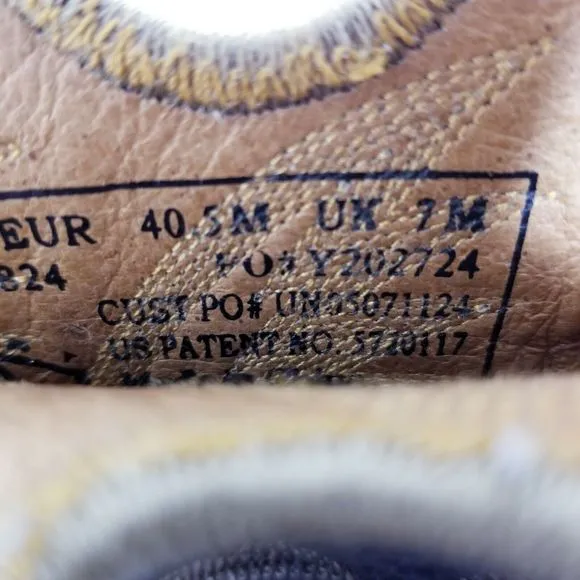 EUR 40.5M UK 7M
824 PO# Y202724
CUST PO# UN05071124
US PATENT NO. 5720117